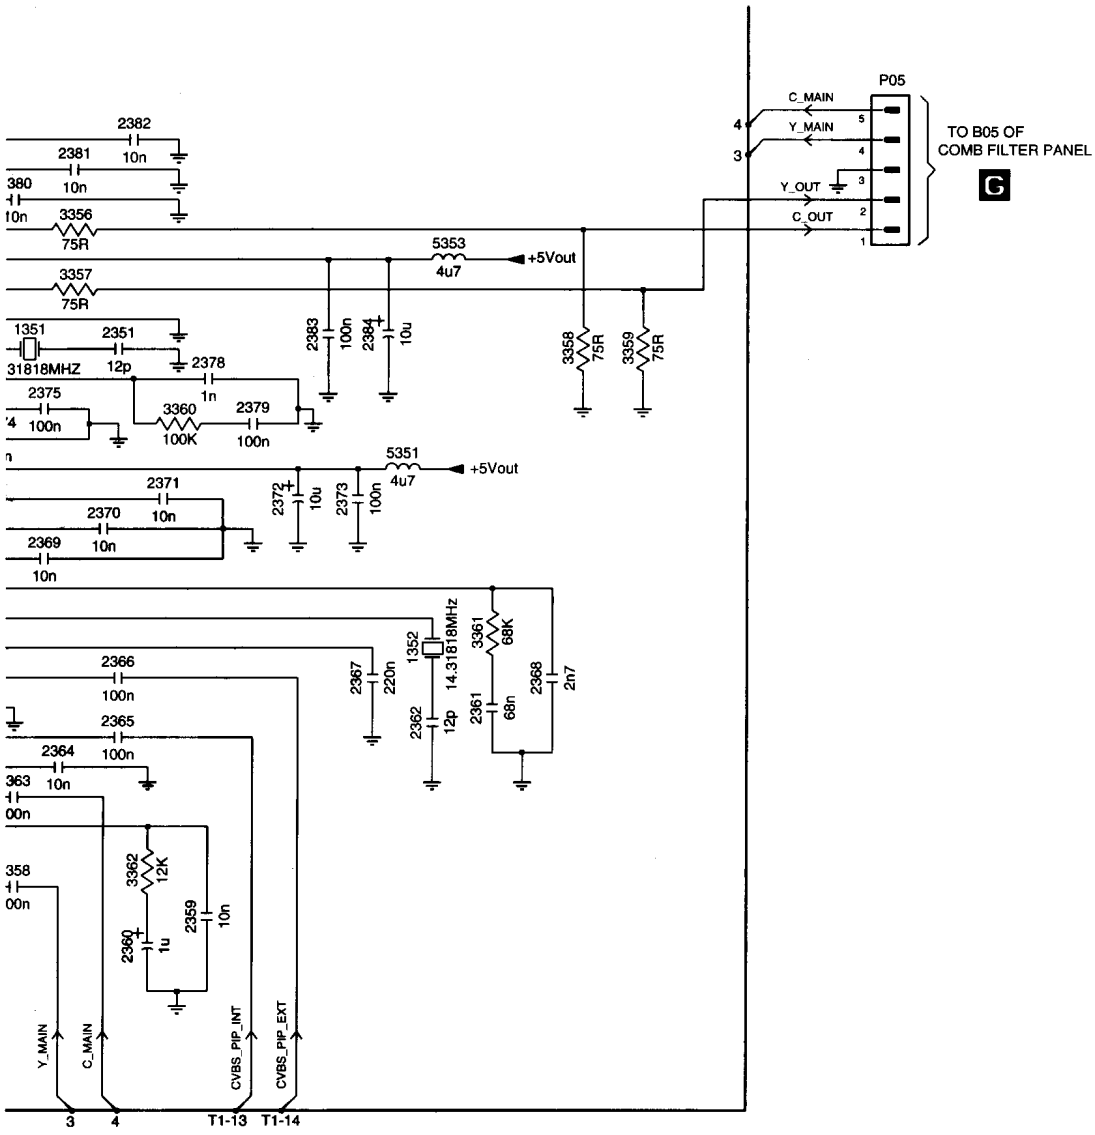 P05
C_MAIN
5
4
Y_MAIN
4
3
3
Y_OUT
2
C_OUT
1
TO B05 OF
COMB FILTER PANEL
G
2382
10n
2381
10n
380
10n
3356
75R
5353
4u7
+5Vout
3357
75R
2383
100n
2384
+
10u
3358
75R
3359
75R
1351
31818MHZ
2351
12p
2378
1n
2375
100n
3360
100K
2379
100n
4
n
5351
4u7
+5Vout
2372
+
10u
2373
100n
2371
10n
2370
10n
2369
10n
1352
14.31818MHz
3361
68K
2367
220n
2362
12p
2361
68n
2368
2n7
2366
100n
2365
100n
2364
10n
363
00n
358
00n
3362
12K
2359
10n
2360
+
1u
Y_MAIN
C_MAIN
CVBS_PIP_INT
CVBS_PIP_EXT
3
4
T1-13
T1-14